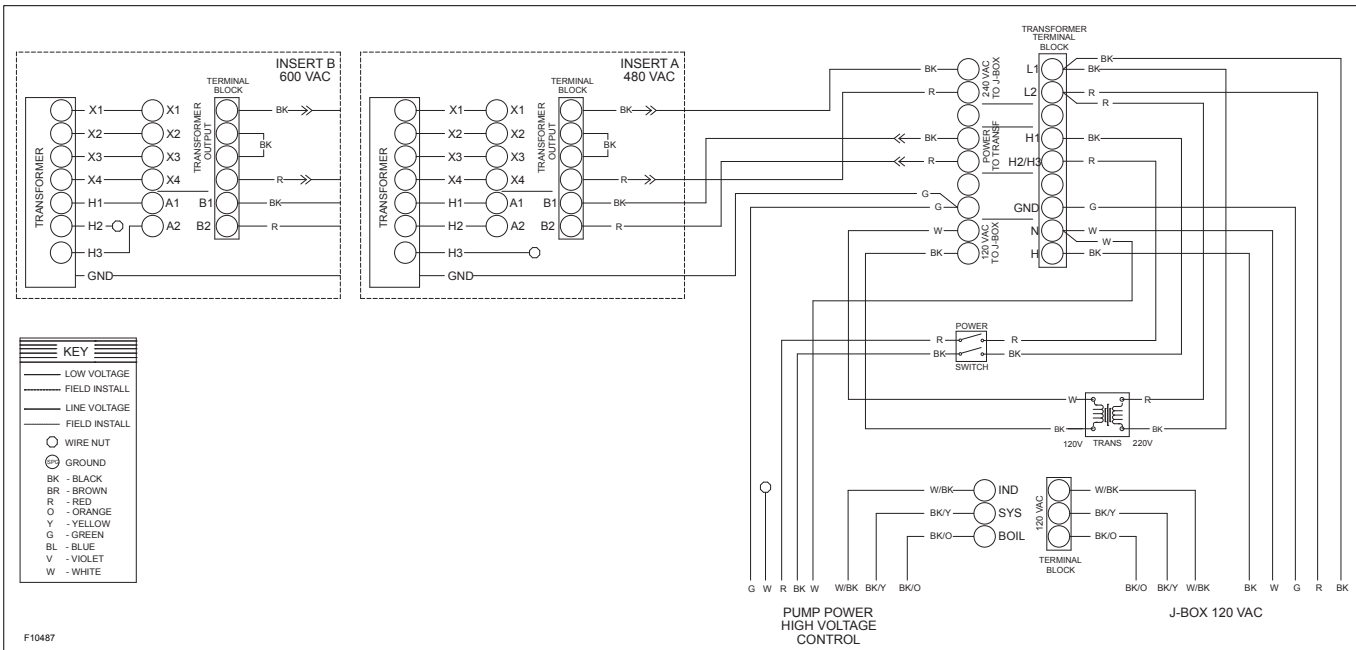 INSERT B
600 VAC
TERMINAL
BLOCK
TRANSFORMER
TRANSFORMER
OUTPUT
X1 X1 BK
X2 X2
X3 X3 BK
X4 X4 R
H1 A1 B1 BK
H2 A2 B2 R
H3
GND
INSERT A
480 VAC
TERMINAL
BLOCK
TRANSFORMER
TRANSFORMER
OUTPUT
X1 X1 BK
X2 X2
X3 X3 BK
X4 X4 R
H1 A1 B1 BK
H2 A2 B2 R
H3
GND
TRANSFORMER
TERMINAL
BLOCK
240 VAC
TO J-BOX
POWER
TO TRANSF
120 VAC
TO J-BOX
BK L1 BK
BK
R L2 R
R
BK H1 BK
R H2/H3 R
G
G GND G
W N W
W
BK H BK
POWER
R R
BK BK
SWITCH
W R
BK BK
120V TRANS 220V
W/BK IND W/BK
BK/Y SYS BK/Y
BK/O BOIL BK/O
120 VAC
TERMINAL
BLOCK
G W R BK W W/BK BK/Y BK/O
BK/O BK/Y W/BK BK W G R BK
PUMP POWER
HIGH VOLTAGE
CONTROL
J-BOX 120 VAC
KEY
LOW VOLTAGE
FIELD INSTALL
LINE VOLTAGE
FIELD INSTALL
WIRE NUT
SPG GROUND
BK - BLACK
BR - BROWN
R - RED
O - ORANGE
Y - YELLOW
G - GREEN
BL - BLUE
V - VIOLET
W - WHITE
F10487